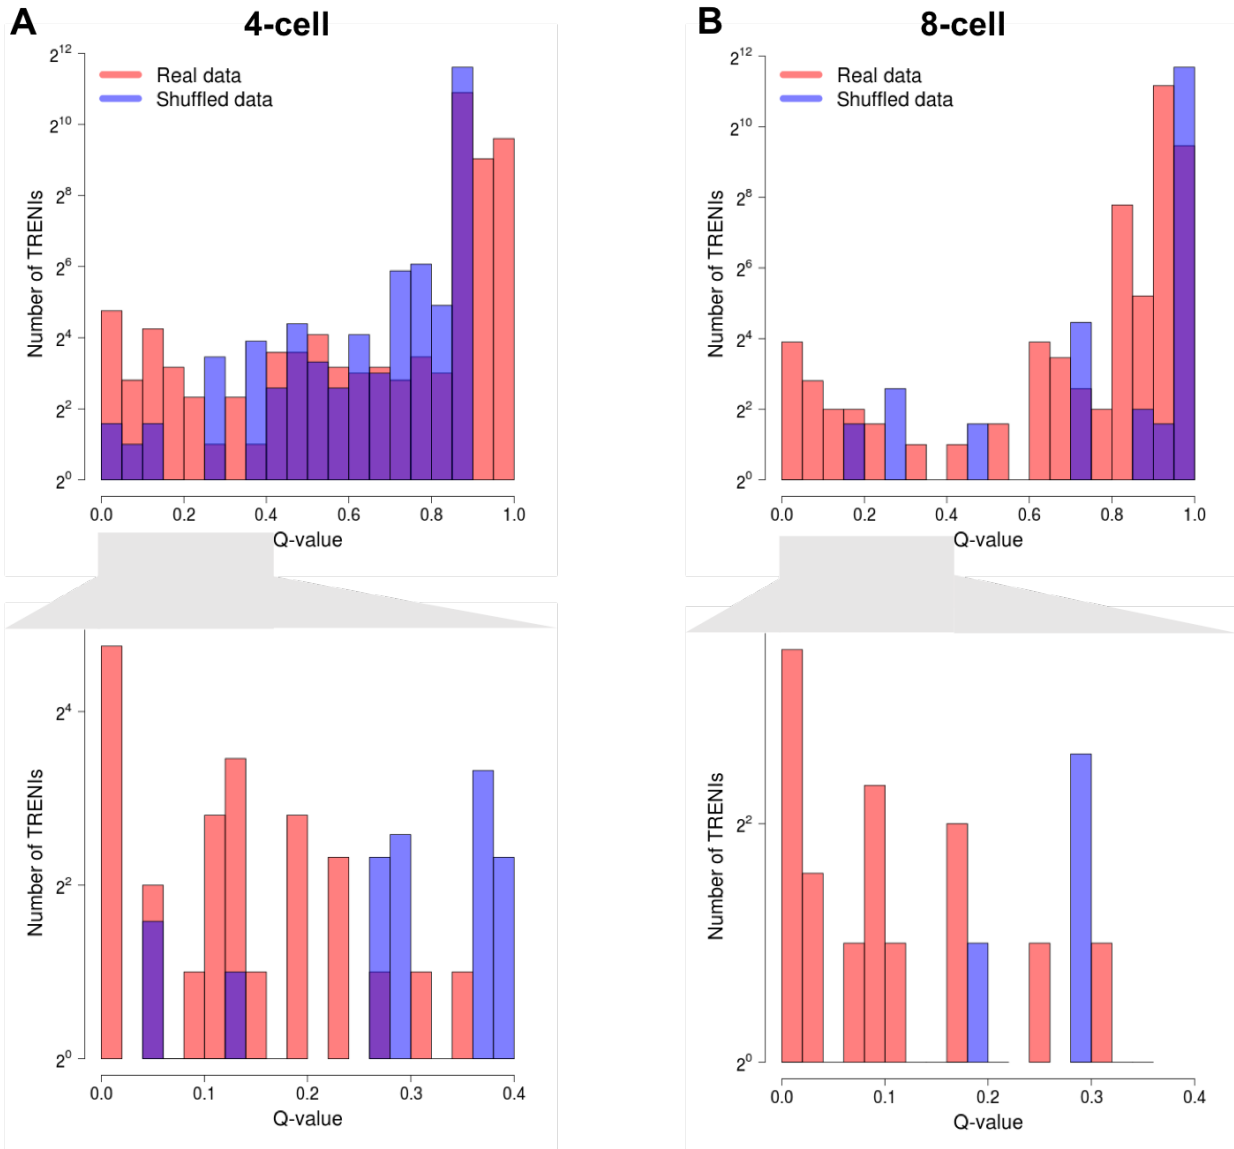 A
4-cell
Real data
Shuffled data
Number of TRENIs
2^12
2^10
2^8
2^6
2^4
2^2
2^0
0.0 0.2 0.4 0.6 0.8 1.0
Q-value
B
8-cell
Real data
Shuffled data
Number of TRENIs
2^12
2^10
2^8
2^6
2^4
2^2
2^0
0.0 0.2 0.4 0.6 0.8 1.0
Q-value
Number of TRENIs
2^4
2^2
2^0
0.0 0.1 0.2 0.3 0.4
Q-value
Number of TRENIs
2^2
2^0
0.0 0.1 0.2 0.3 0.4
Q-value